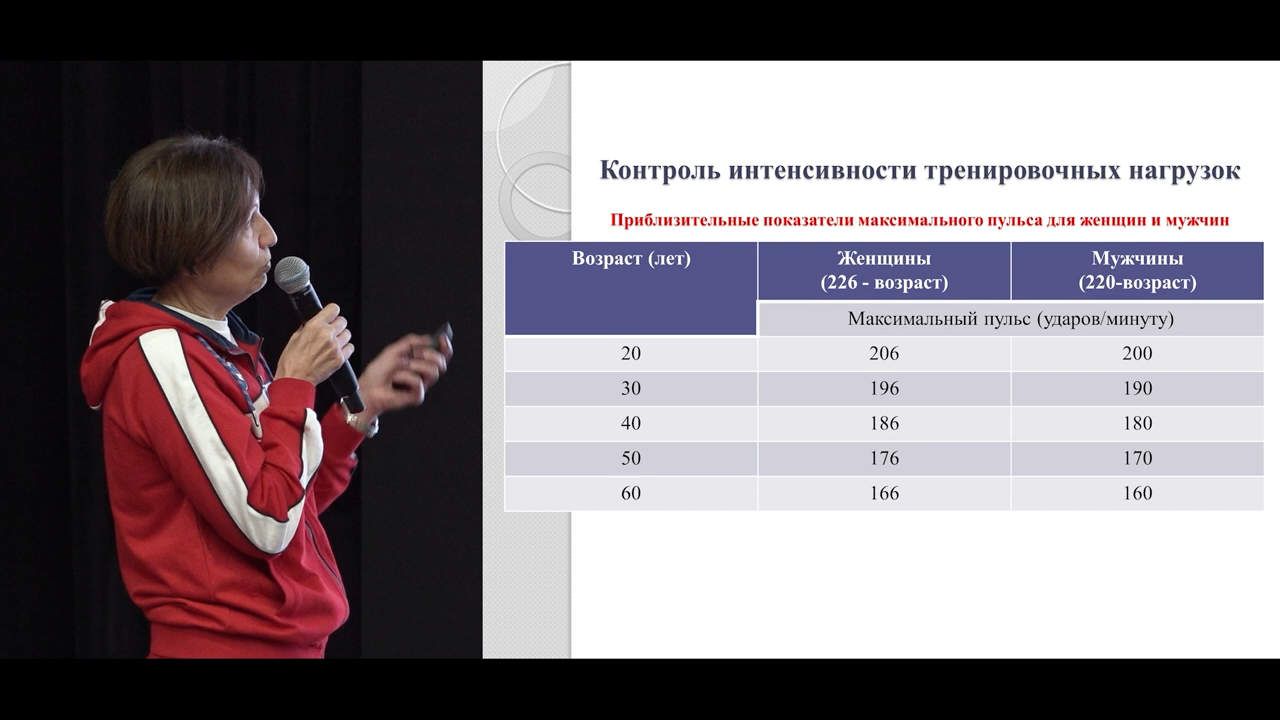 Контроль интенсивности тренировочных нагрузок
Приблизительные показатели максимального пульса для женщин и мужчин
Возраст (лет) Женщины Мужчины
(226 - возраст) (220-возраст)
Максимальный пульс (ударов/минуту)
20 206 200
30 196 190
40 186 180
50 176 170
60 166 160